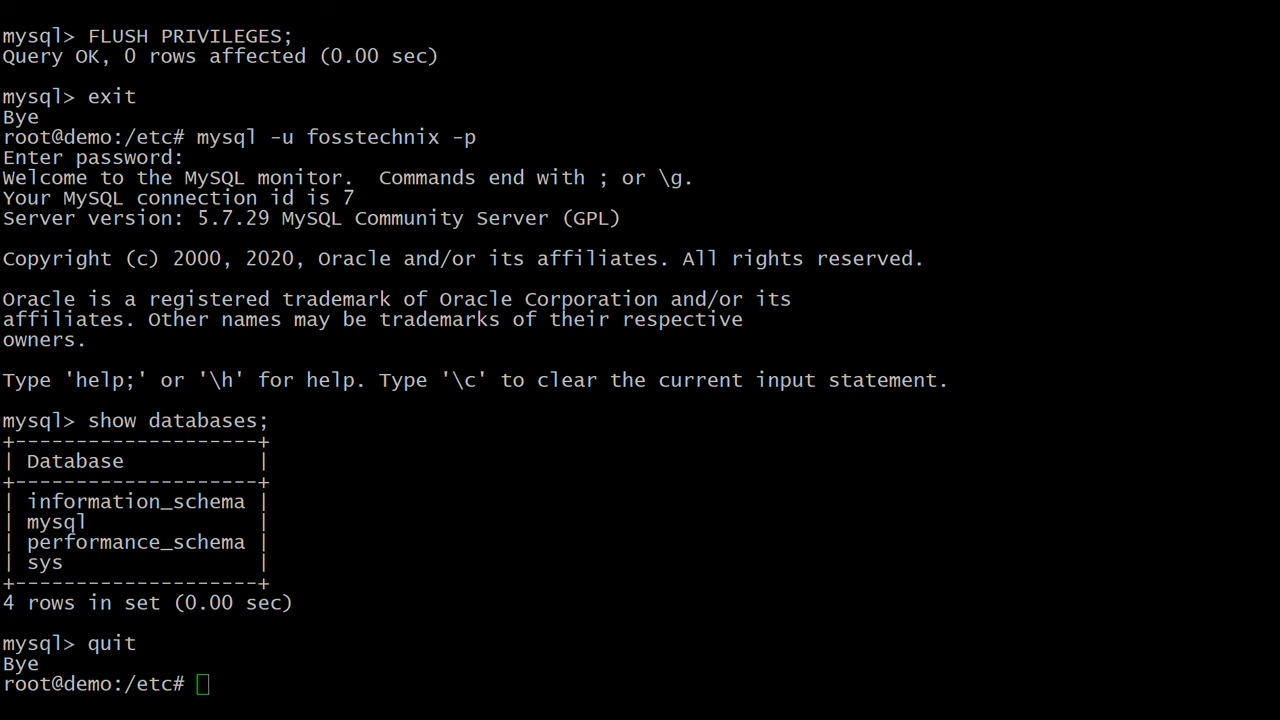 mysql> FLUSH PRIVILEGES;
Query OK, 0 rows affected (0.00 sec)
mysql> exit
Bye
root@demo:/etc# mysql -u fosstechnix -p
Enter password:
Welcome to the MySQL monitor.  Commands end with ; or \g.
Your MySQL connection id is 7
Server version: 5.7.29 MySQL Community Server (GPL)
Copyright (c) 2000, 2020, Oracle and/or its affiliates. All rights reserved.
Oracle is a registered trademark of Oracle Corporation and/or its
affiliates. Other names may be trademarks of their respective
owners.
Type 'help;' or '\h' for help. Type '\c' to clear the current input statement.
mysql> show databases;
+--------------------+
| Database           |
+--------------------+
| information_schema |
| mysql              |
| performance_schema |
| sys                |
+--------------------+
4 rows in set (0.00 sec)
mysql> quit
Bye
root@demo:/etc#